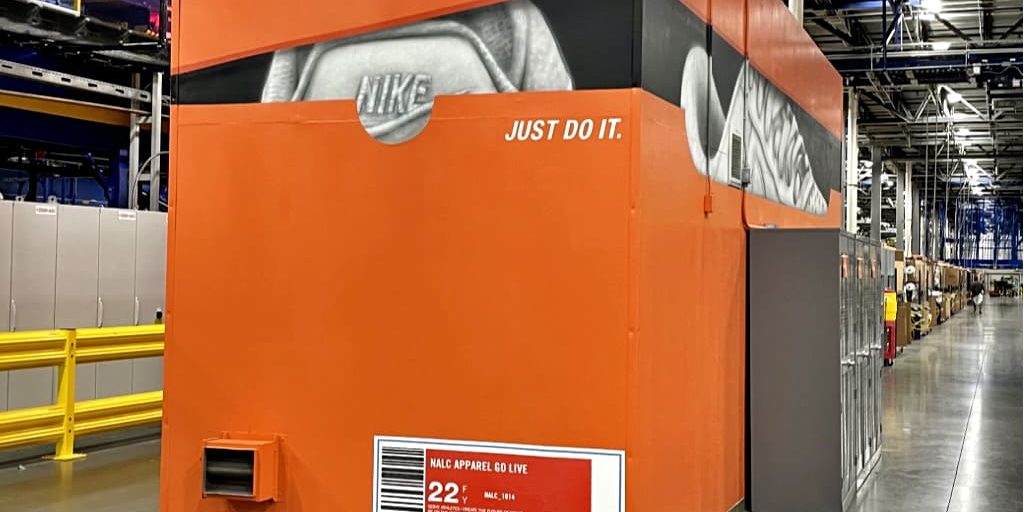 NIKE
JUST DO IT.
NALC APPAREL GO LIVE
22 F
Y
NALC_1014